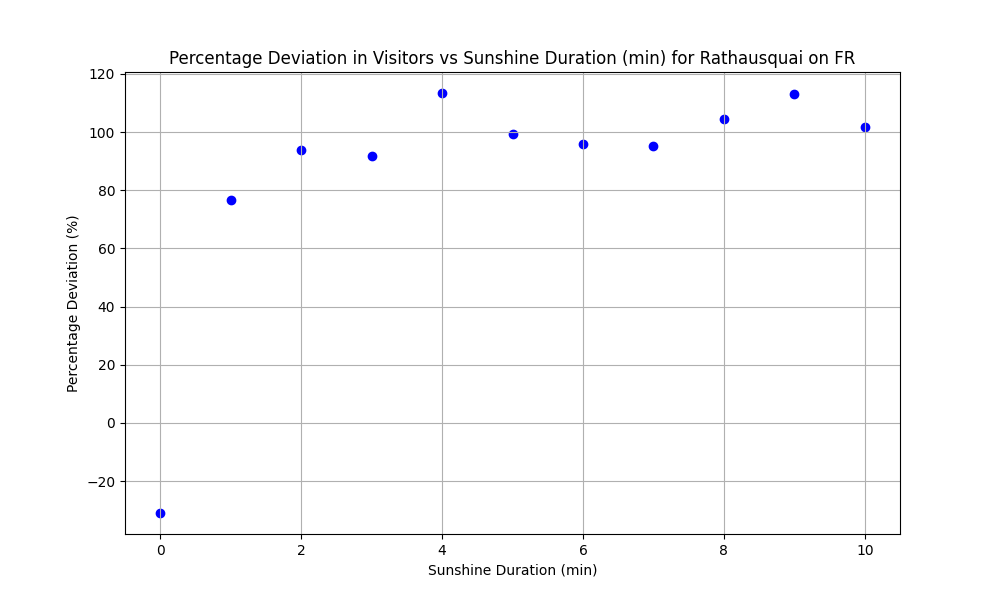 Percentage Deviation in Visitors vs Sunshine Duration (min) for Rathausquai on FR
120
100
80
60
40
20
0
−20
Percentage Deviation (%)
0 2 4 6 8 10
Sunshine Duration (min)